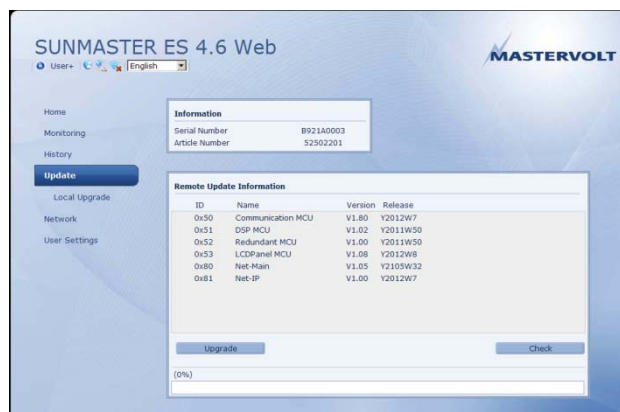 SUNMASTER ES 4.6 Web
MASTERVOLT
User+ English
Home
Monitoring
History
Update
Local Upgrade
Network
User Settings
Information
Serial Number B921A0003
Article Number 52502201
Remote Update Information
ID Name Version Release
0x50 Communication MCU V1.80 Y2012W7
0x51 DSP MCU V1.02 Y2011W50
0x52 Redundant MCU V1.00 Y2011W50
0x53 LCDPanel MCU V1.08 Y2012W8
0x80 Net-Main V1.05 Y2105W32
0x81 Net-IP V1.00 Y2012W7
Upgrade Check
(0%)